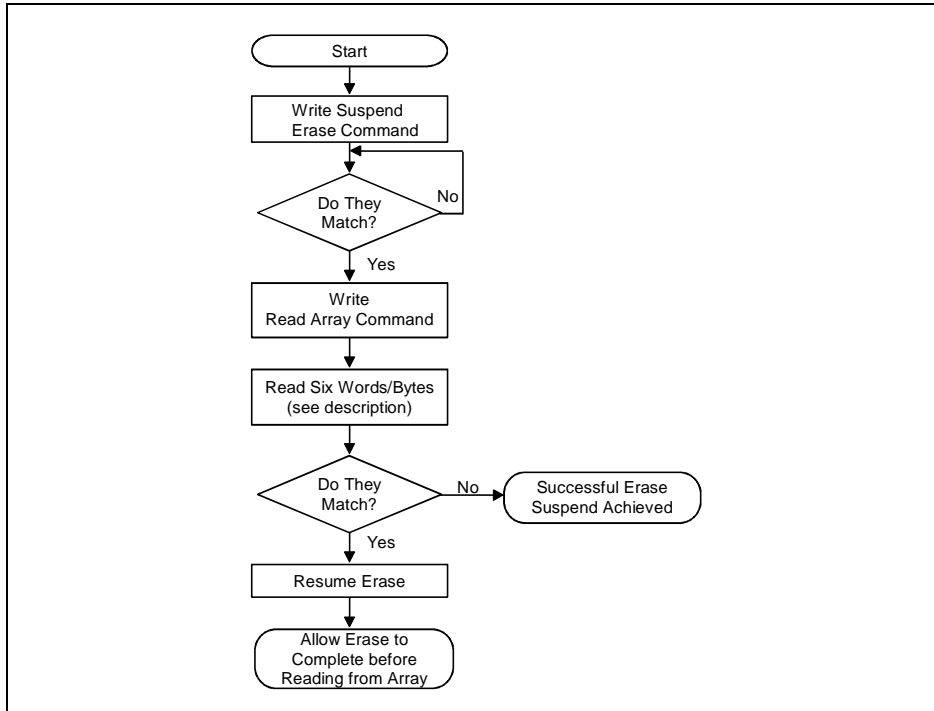 Start
Write Suspend
Erase Command
Do They
Match?
No
Yes
Write
Read Array Command
Read Six Words/Bytes
(see description)
Do They
Match?
No
Successful Erase
Suspend Achieved
Yes
Resume Erase
Allow Erase to
Complete before
Reading from Array